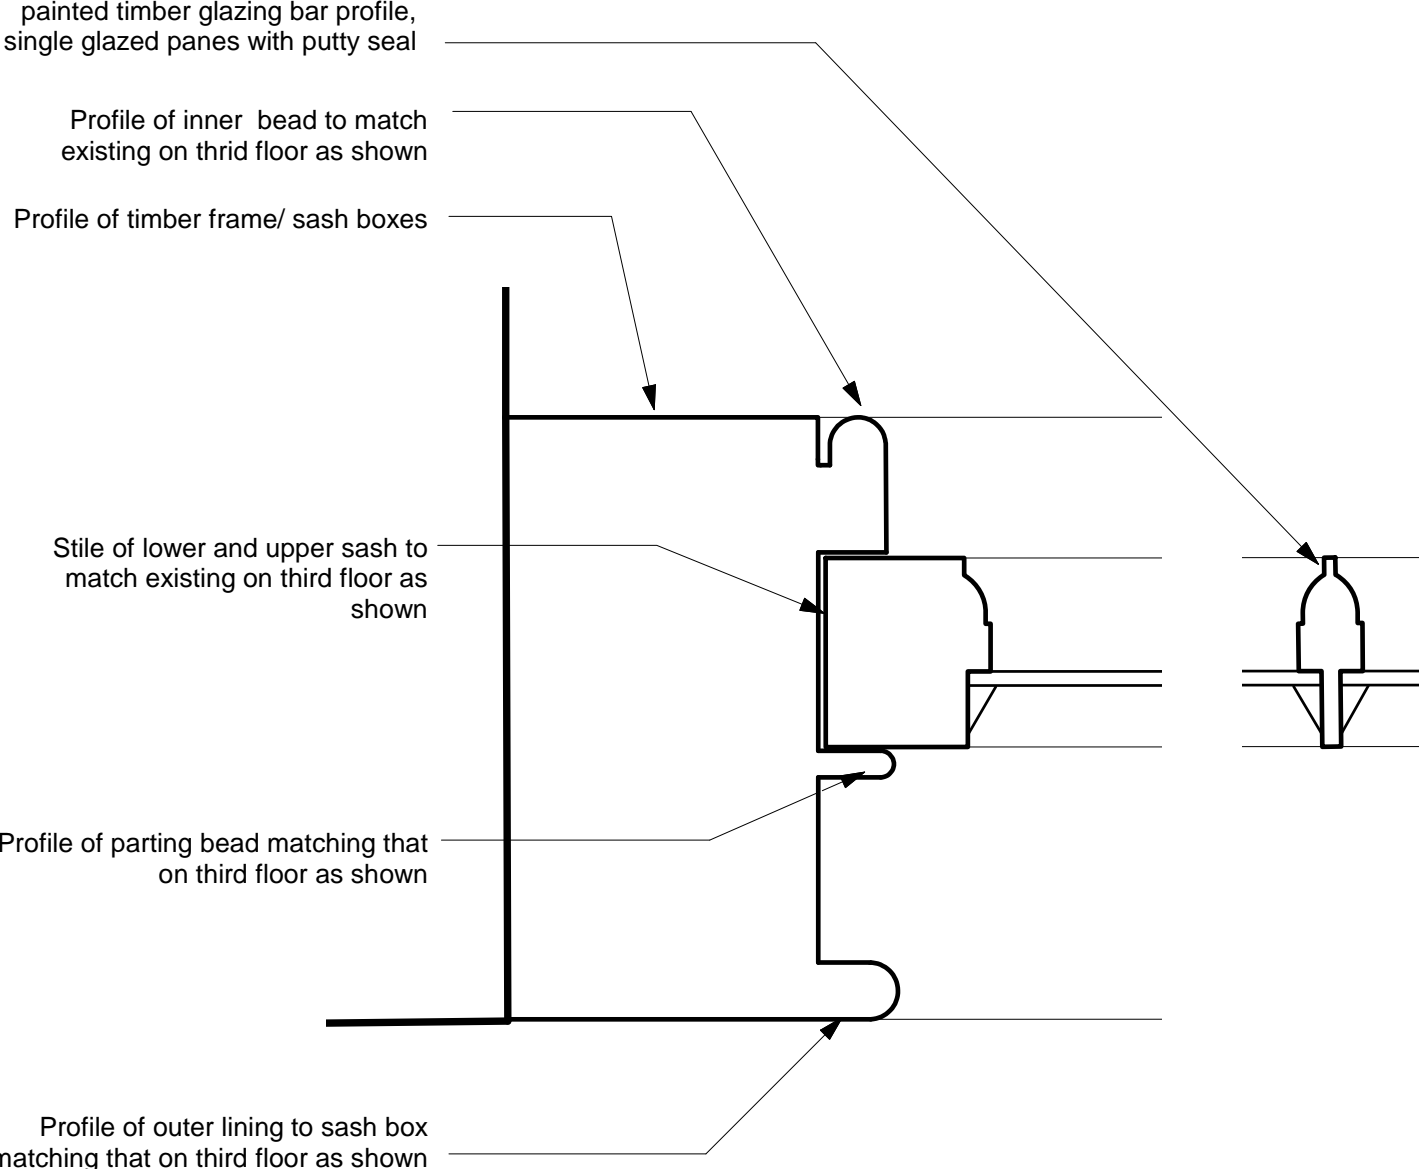 painted timber glazing bar profile,
single glazed panes with putty seal
Profile of inner  bead to match
existing on thrid floor as shown
Profile of timber frame/ sash boxes
Stile of lower and upper sash to
match existing on third floor as
shown
Profile of parting bead matching that
on third floor as shown
Profile of outer lining to sash box
matching that on third floor as shown